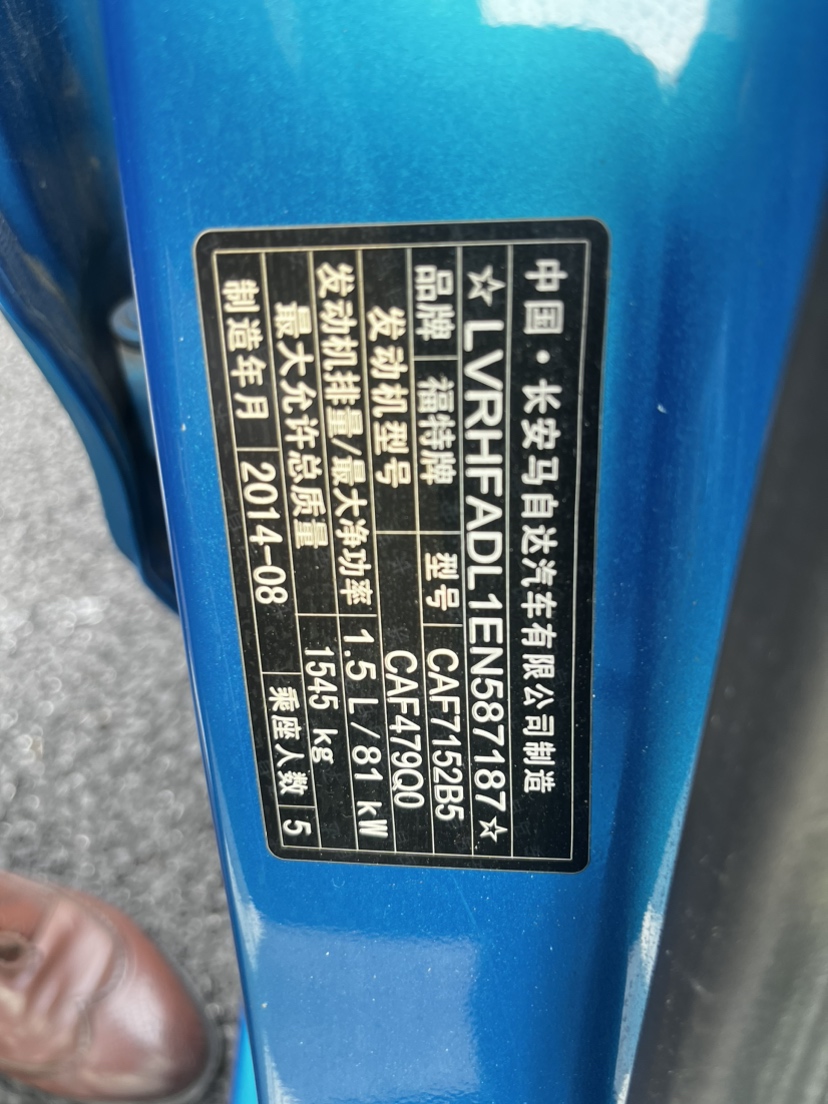 中国·长安马自达汽车有限公司制造
☆LVRHFADL1EN587187☆
品牌 福特牌 型号 CAF7152B5
发动机型号 CAF479Q0
发动机排量/最大净功率 1.5 L/81 kW
最大允许总质量 1545 kg
制造年月 2014-08 乘座人数 5